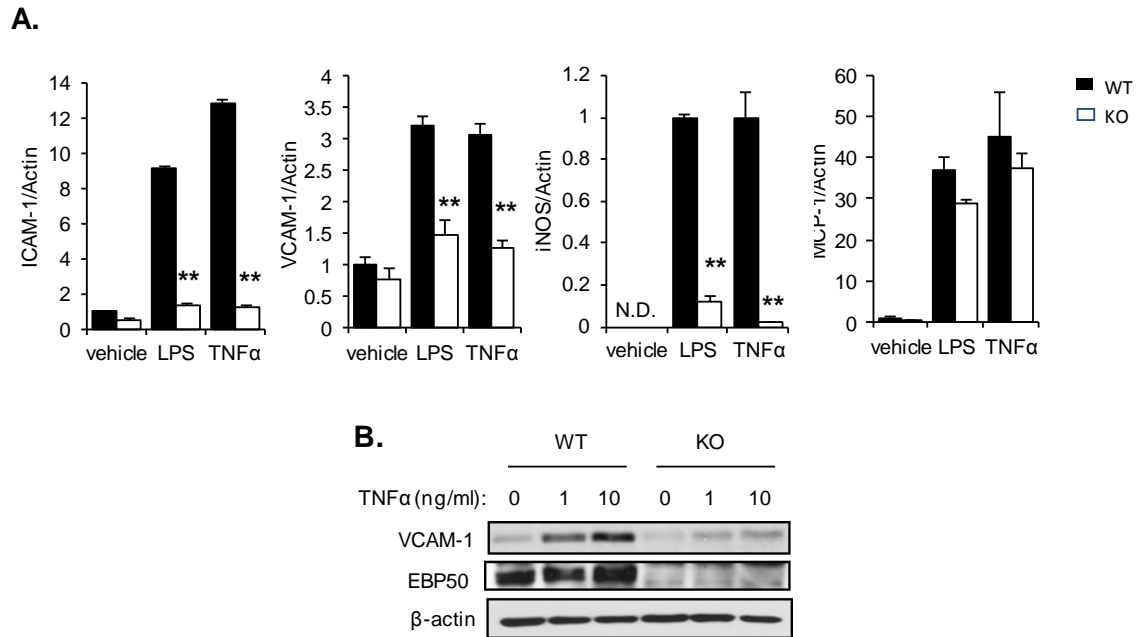 A.
ICAM-1/Actin
14
12
10
8
6
4
2
0
vehicle LPS TNFα
** **
VCAM-1/Actin
4
3.5
3
2.5
2
1.5
1
0.5
0
vehicle LPS TNFα
** **
iNOS/Actin
1.2
1
0.8
0.6
0.4
0.2
0
N.D.
LPS TNFα
** **
MCP-1/Actin
60
50
40
30
20
10
0
vehicle LPS TNFα
WT
KO
B.
WT KO
TNFα (ng/ml): 0 1 10 0 1 10
VCAM-1
EBP50
β-actin